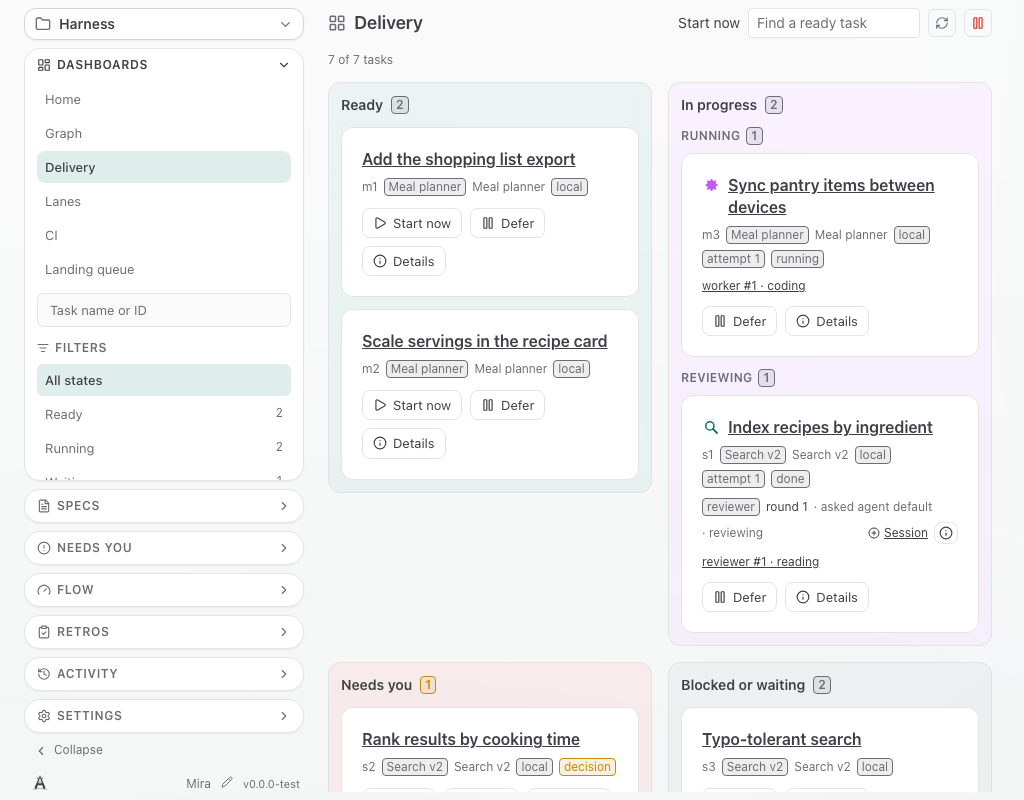 Harness
DASHBOARDS
Home
Graph
Delivery
Lanes
CI
Landing queue
Task name or ID
FILTERS
All states
Ready 2
Running 2
SPECS
NEEDS YOU
FLOW
RETROS
ACTIVITY
SETTINGS
Collapse
Mira v0.0.0-test
Delivery
Start now Find a ready task
7 of 7 tasks
Ready 2
Add the shopping list export
m1 Meal planner Meal planner local
Start now Defer
Details
Scale servings in the recipe card
m2 Meal planner Meal planner local
Start now Defer
Details
In progress 2
RUNNING 1
Sync pantry items between
devices
m3 Meal planner Meal planner local
attempt 1 running
worker #1 · coding
Defer Details
REVIEWING 1
Index recipes by ingredient
s1 Search v2 Search v2 local
attempt 1 done
reviewer round 1 · asked agent default
· reviewing Session
reviewer #1 · reading
Defer Details
Needs you 1
Rank results by cooking time
s2 Search v2 Search v2 local decision
Blocked or waiting 2
Typo-tolerant search
s3 Search v2 Search v2 local